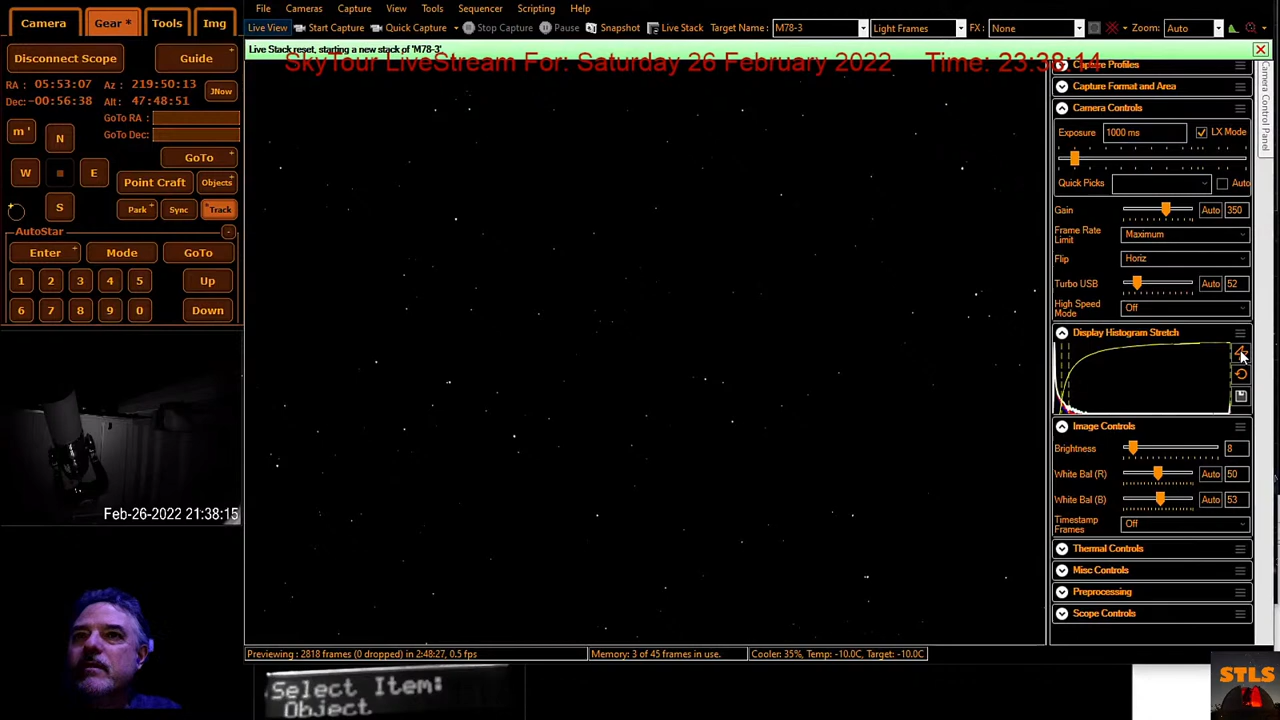 Camera Gear * Tools Img
File Cameras Capture View Tools Sequencer Scripting Help
Live View Start Capture Quick Capture Stop Capture Pause Snapshot Live Stack Target Name : M78-3 Light Frames FX : None Zoom: Auto
Live Stack reset, starting a new stack of 'M78-3'.
SkyTour LiveStream For: Saturday 26 February 2022 Time: 23:38:14
Disconnect Scope Guide
RA : 05:53:07 Az : 219:50:13 JNow
Dec: -00:56:38 Alt : 47:48:51
GoTo RA :
GoTo Dec:
m '
N
W E
S
GoTo
Point Craft Objects
Park Sync Track
AutoStar
Enter Mode GoTo
1 2 3 4 5 Up
6 7 8 9 0 Down
Feb-26-2022 21:38:15
Capture Profiles
Capture Format and Area
Camera Controls
Exposure 1000 ms LX Mode
Quick Picks Auto
Gain Auto 350
Frame Rate
Limit Maximum
Flip Horiz
Turbo USB Auto 52
High Speed
Mode Off
Display Histogram Stretch
Image Controls
Brightness 8
White Bal (R) Auto 50
White Bal (B) Auto 53
Timestamp
Frames Off
Thermal Controls
Misc Controls
Preprocessing
Scope Controls
Camera Control Panel
Previewing : 2818 frames (0 dropped) in 2:48:27, 0.5 fps Memory: 3 of 45 frames in use. Cooler: 35%, Temp: -10.0C, Target: -10.0C
Select Item:
Object
STLS